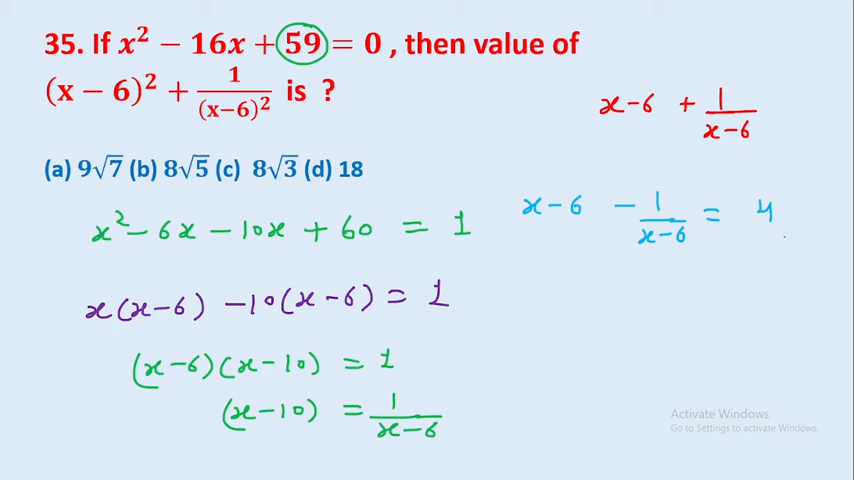 35. If x² − 16x + 59 = 0 , then value of
(x − 6)² + 1/(x−6)² is ?
x−6 + 1/(x−6)
(a) 9√7 (b) 8√5 (c) 8√3 (d) 18
x² − 6x − 10x + 60 = 1
x−6 − 1/(x−6) = 4
x(x−6) − 10(x−6) = 1
(x−6)(x−10) = 1
(x−10) = 1/(x−6)
Activate Windows
Go to Settings to activate Windows.